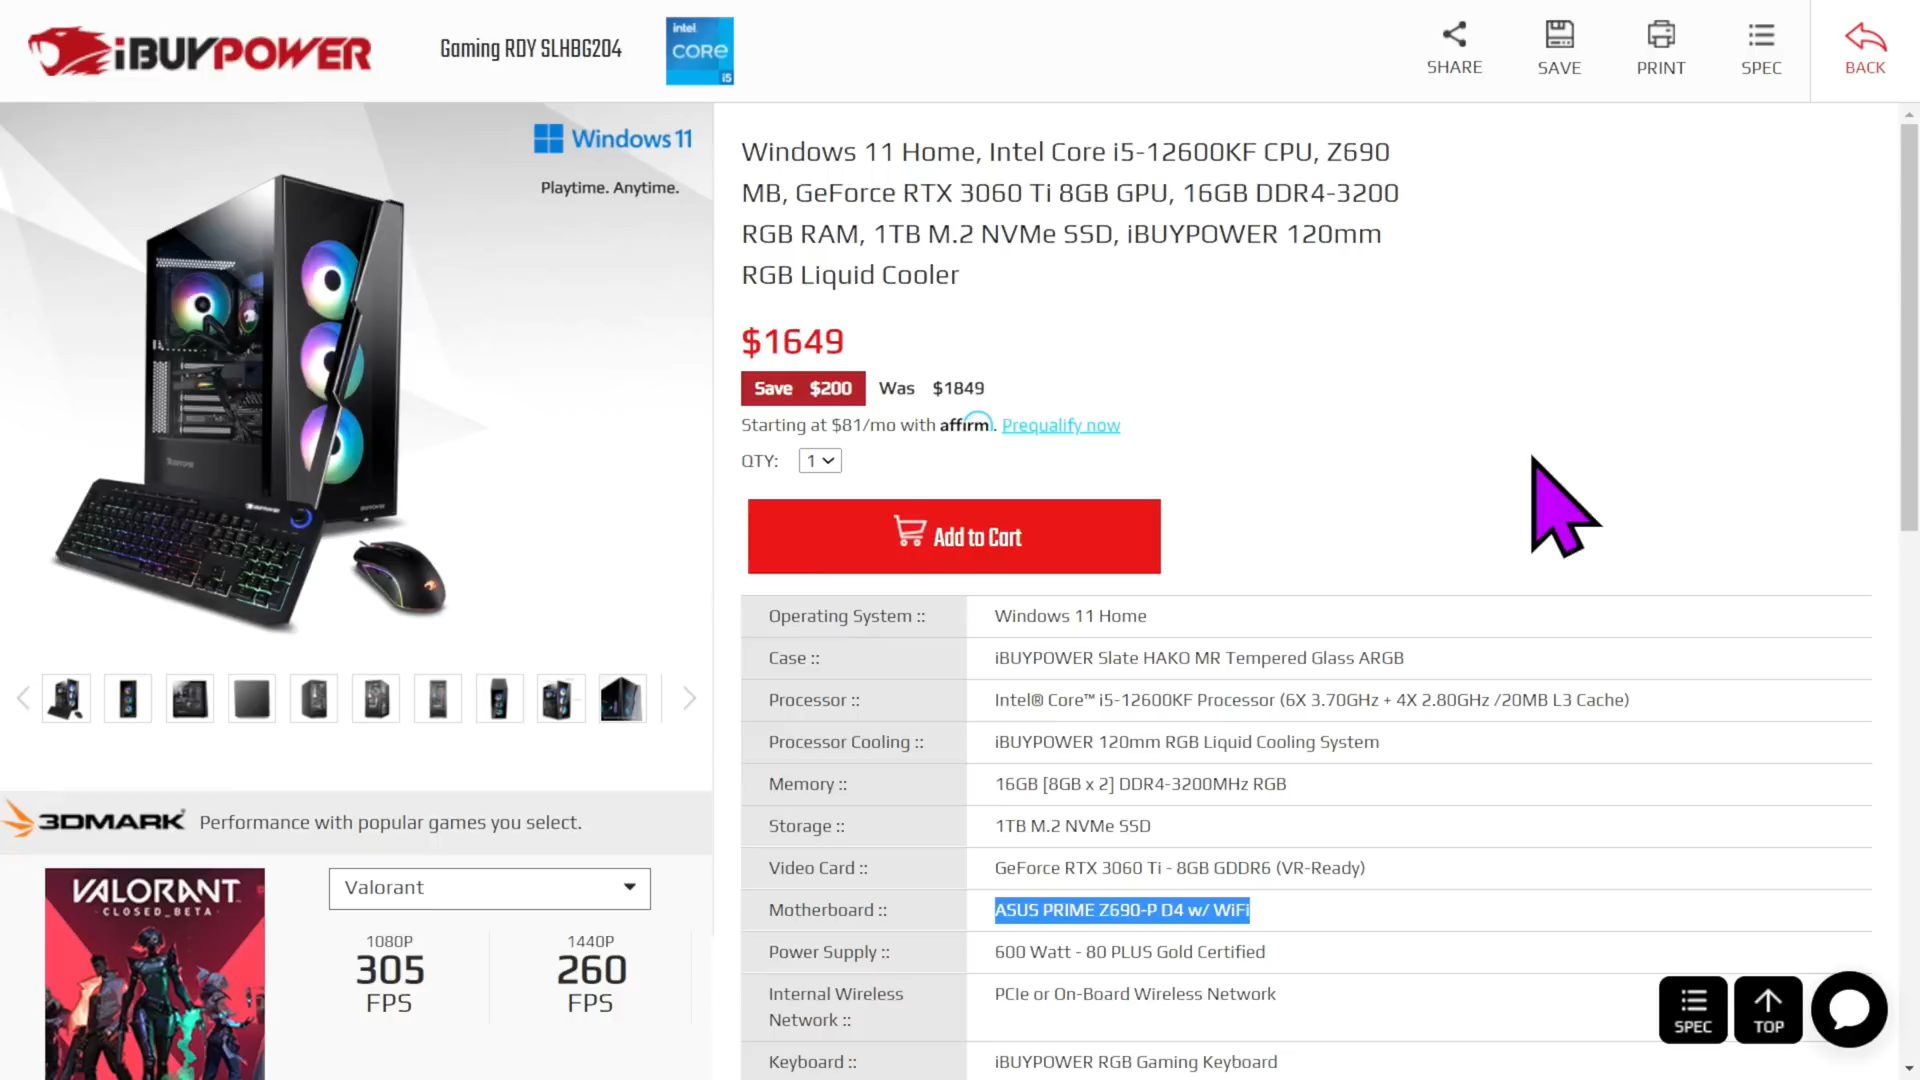 iBUYPOWER
Gaming RDY SLHBG204
intel
CORE
i5
SHARE
SAVE
PRINT
SPEC
BACK
Windows 11
Playtime. Anytime.
Windows 11 Home, Intel Core i5-12600KF CPU, Z690
MB, GeForce RTX 3060 Ti 8GB GPU, 16GB DDR4-3200
RGB RAM, 1TB M.2 NVMe SSD, iBUYPOWER 120mm
RGB Liquid Cooler
$1649
Save $200 Was $1849
Starting at $81/mo with affirm. Prequalify now
QTY: 1
Add to Cart
Operating System :: Windows 11 Home
Case :: iBUYPOWER Slate HAKO MR Tempered Glass ARGB
Processor :: Intel® Core™ i5-12600KF Processor (6X 3.70GHz + 4X 2.80GHz /20MB L3 Cache)
Processor Cooling :: iBUYPOWER 120mm RGB Liquid Cooling System
Memory :: 16GB [8GB x 2] DDR4-3200MHz RGB
Storage :: 1TB M.2 NVMe SSD
Video Card :: GeForce RTX 3060 Ti - 8GB GDDR6 (VR-Ready)
Motherboard :: ASUS PRIME Z690-P D4 w/ WiFi
Power Supply :: 600 Watt - 80 PLUS Gold Certified
Internal Wireless PCIe or On-Board Wireless Network
Network ::
Keyboard :: iBUYPOWER RGB Gaming Keyboard
3DMARK Performance with popular games you select.
VALORANT
CLOSED BETA
Valorant
1080P
305
FPS
1440P
260
FPS
SPEC
TOP